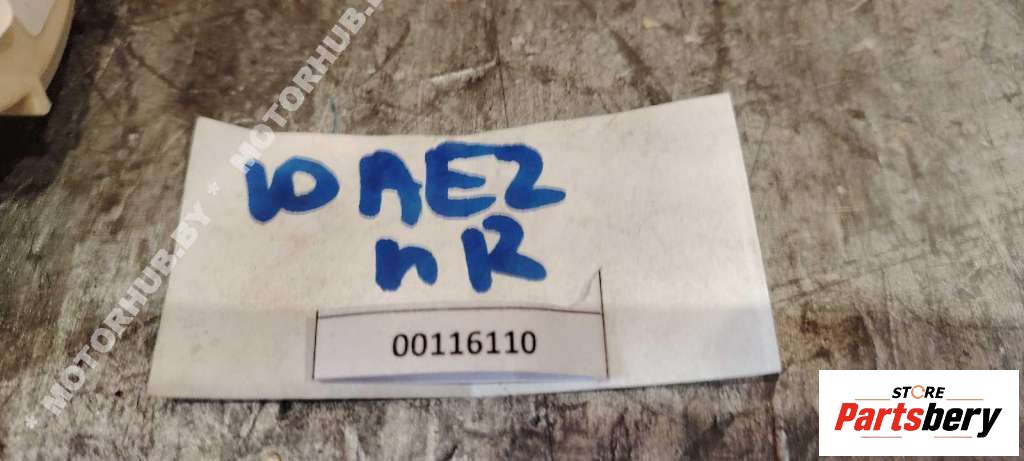 * MOTORHUB.BY * MOTORHUB.BY
10 AEZ
n R
00116110
STORE
Partsbery